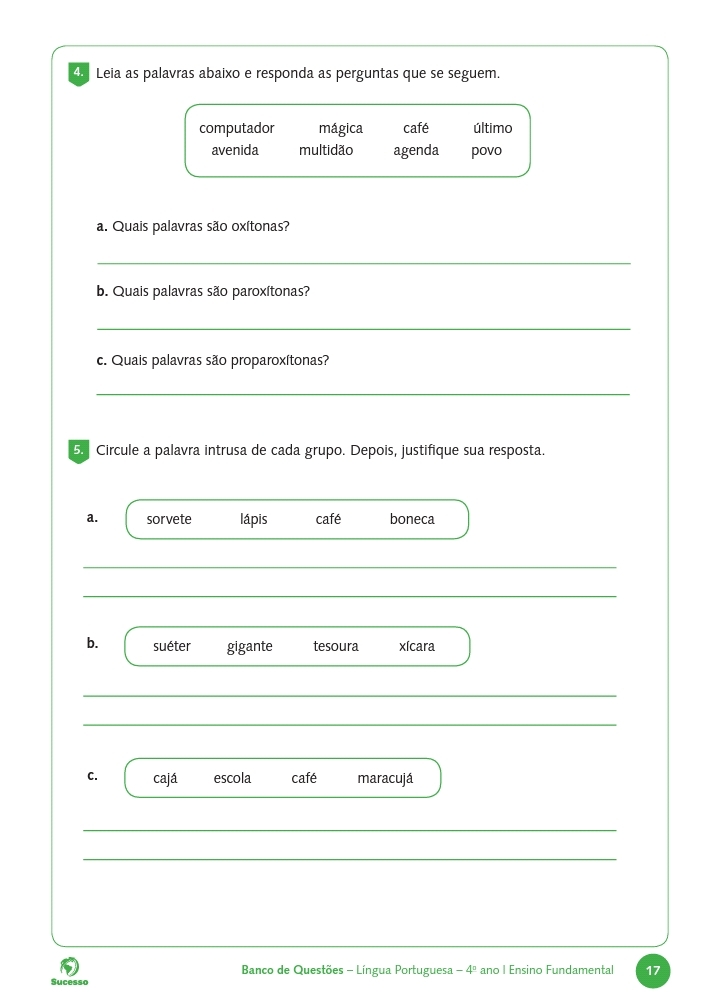 4. Leia as palavras abaixo e responda as perguntas que se seguem.
computador mágica café último
avenida multidão agenda povo
a. Quais palavras são oxítonas?
b. Quais palavras são paroxítonas?
c. Quais palavras são proparoxítonas?
5. Circule a palavra intrusa de cada grupo. Depois, justifique sua resposta.
a. sorvete lápis café boneca
b. suéter gigante tesoura xícara
c. cajá escola café maracujá
Sucesso
Banco de Questões – Língua Portuguesa – 4º ano I Ensino Fundamental 17